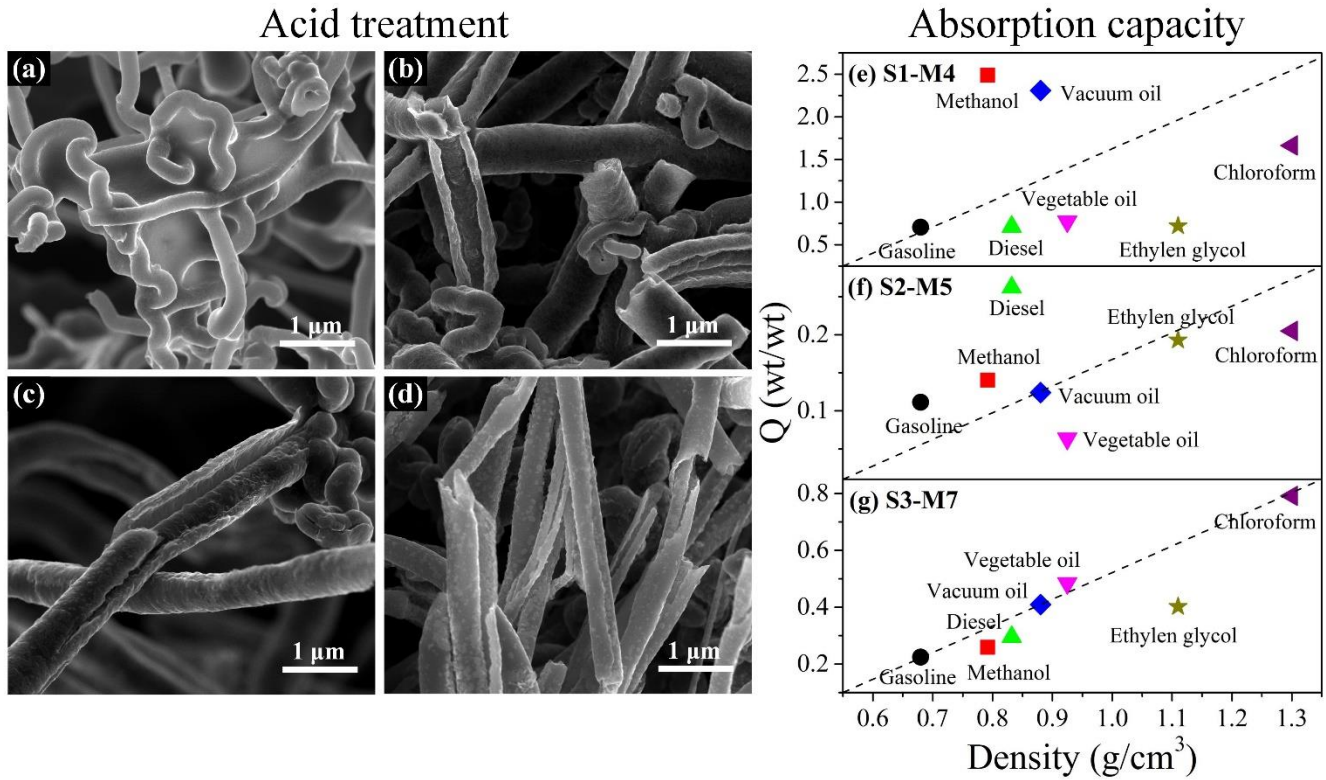 Acid treatment
Absorption capacity
(a)
1 µm
(b)
1 µm
(c)
1 µm
(d)
1 µm
Q (wt/wt)
(e) S1-M4
2.5
2.0
1.5
1.0
0.5
Methanol
Vacuum oil
Chloroform
Vegetable oil
Gasoline
Diesel
Ethylen glycol
(f) S2-M5
0.2
0.1
Diesel
Ethylen glycol
Methanol
Chloroform
Vacuum oil
Gasoline
Vegetable oil
(g) S3-M7
0.8
0.6
0.4
0.2
Chloroform
Vegetable oil
Vacuum oil
Diesel
Ethylen glycol
Methanol
Gasoline
0.6 0.7 0.8 0.9 1.0 1.1 1.2 1.3
Density (g/cm³)